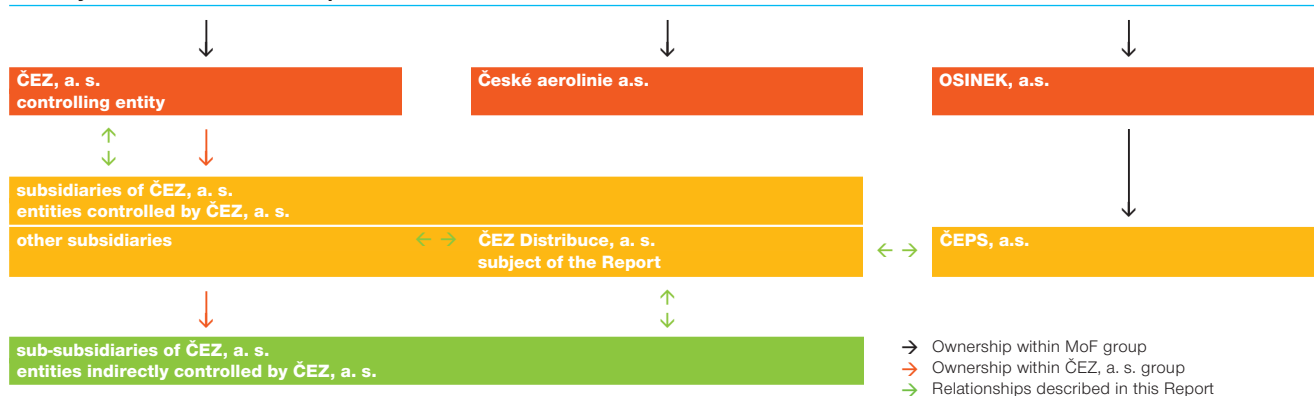 ČEZ, a. s.
controlling entity
České aerolinie a.s.
OSINEK, a.s.
subsidiaries of ČEZ, a. s.
entities controlled by ČEZ, a. s.
other subsidiaries
ČEZ Distribuce, a. s.
subject of the Report
ČEPS, a.s.
sub-subsidiaries of ČEZ, a. s.
entities indirectly controlled by ČEZ, a. s.
Ownership within MoF group
Ownership within ČEZ, a. s. group
Relationships described in this Report